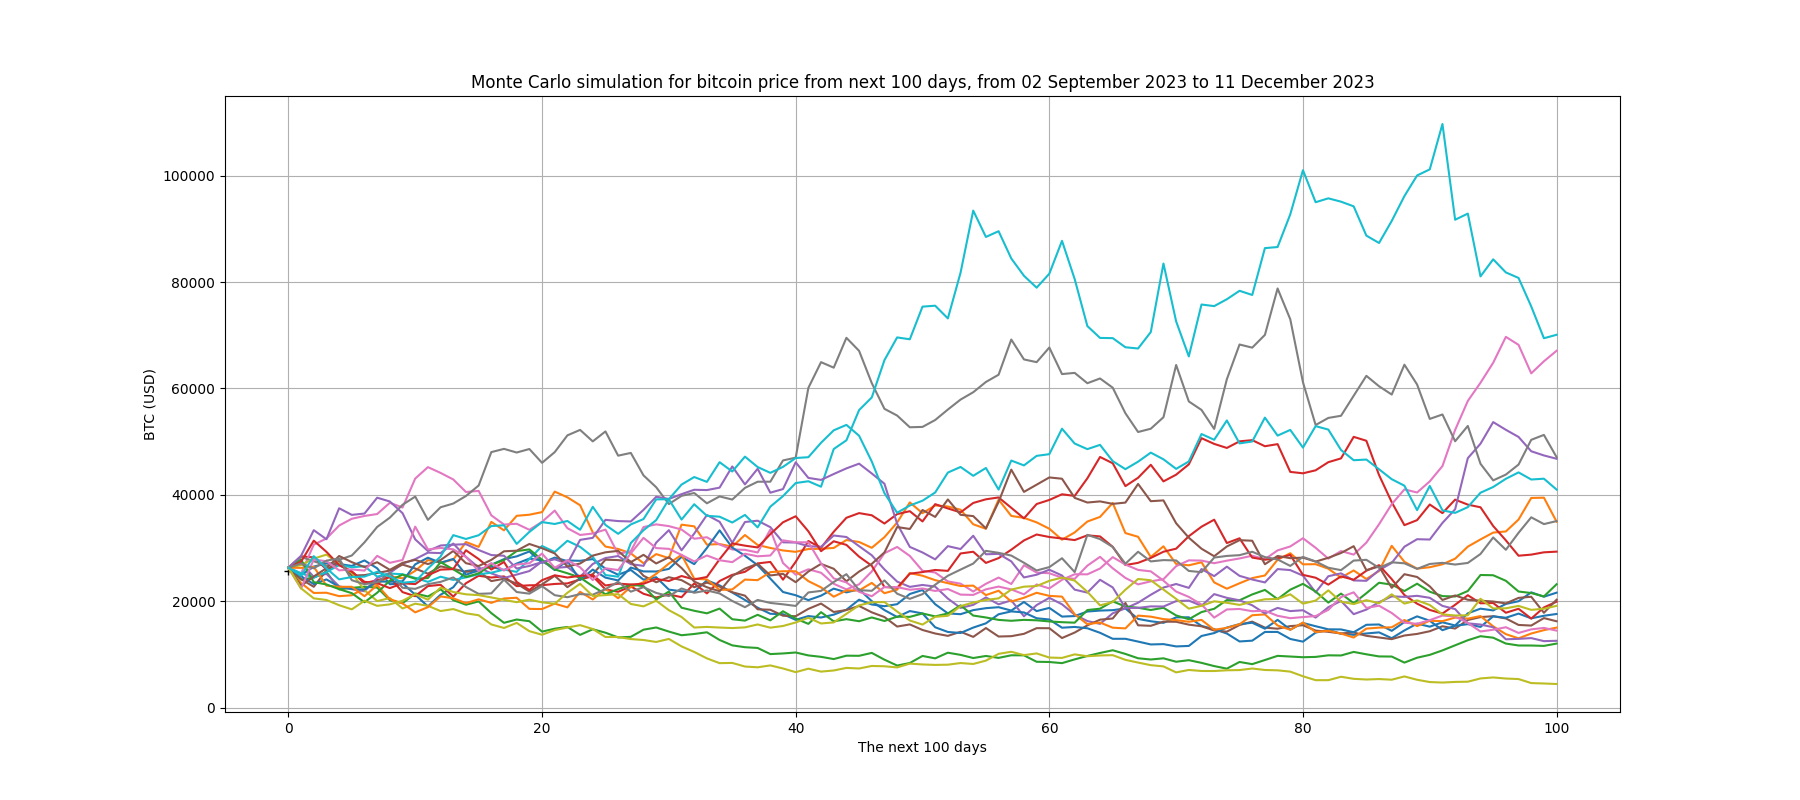 Monte Carlo simulation for bitcoin price from next 100 days, from 02 September 2023 to 11 December 2023
100000
80000
60000
40000
20000
0
BTC (USD)
0 20 40 60 80 100
The next 100 days